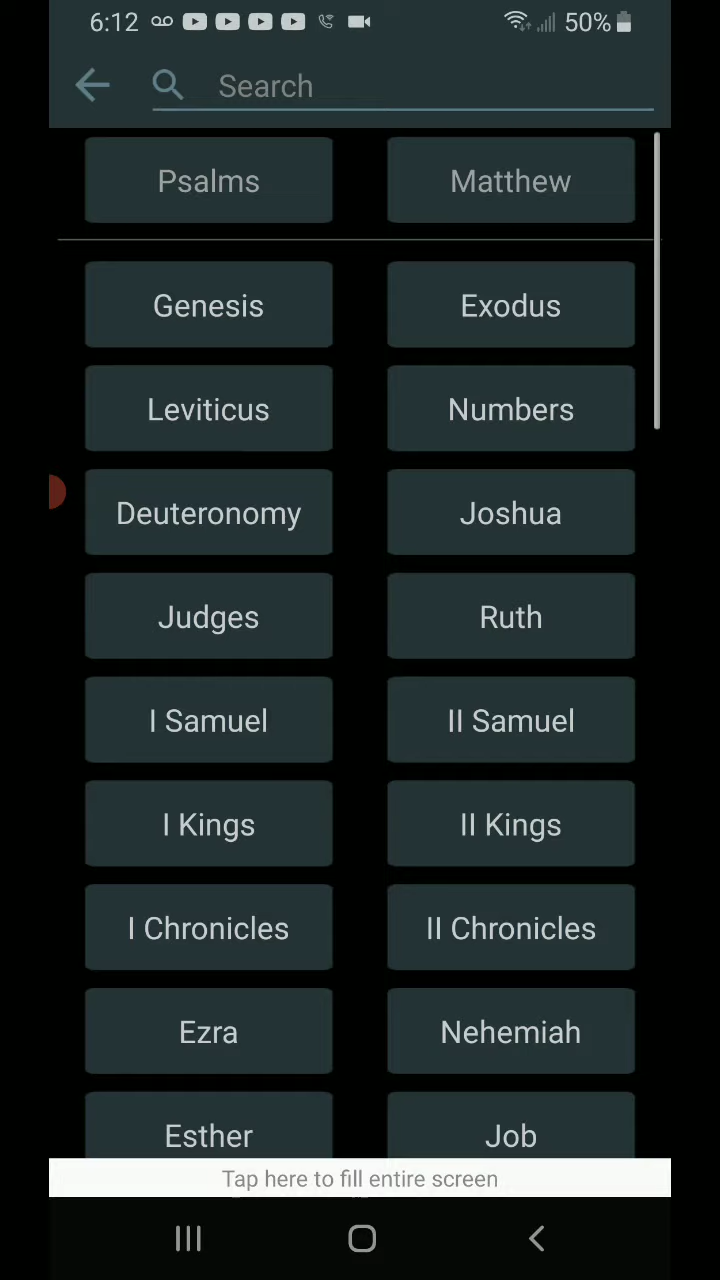 6:12 50%
Search
Psalms Matthew
Genesis Exodus
Leviticus Numbers
Deuteronomy Joshua
Judges Ruth
I Samuel II Samuel
I Kings II Kings
I Chronicles II Chronicles
Ezra Nehemiah
Esther Job
Tap here to fill entire screen